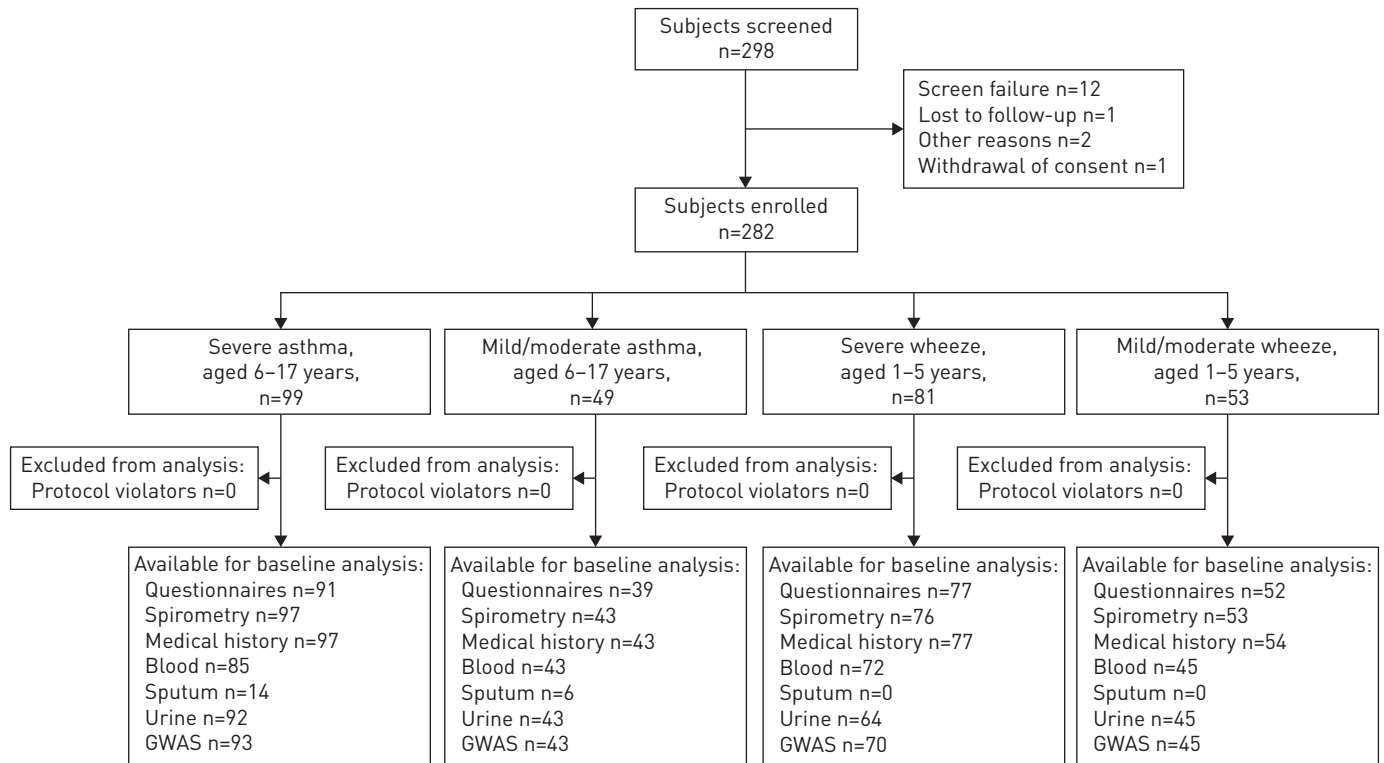 Subjects screened
n=298
Screen failure n=12
Lost to follow-up n=1
Other reasons n=2
Withdrawal of consent n=1
Subjects enrolled
n=282
Severe asthma,
aged 6–17 years,
n=99
Mild/moderate asthma,
aged 6–17 years,
n=49
Severe wheeze,
aged 1–5 years,
n=81
Mild/moderate wheeze,
aged 1–5 years,
n=53
Excluded from analysis:
Protocol violators n=0
Excluded from analysis:
Protocol violators n=0
Excluded from analysis:
Protocol violators n=0
Excluded from analysis:
Protocol violators n=0
Available for baseline analysis:
Questionnaires n=91
Spirometry n=97
Medical history n=97
Blood n=85
Sputum n=14
Urine n=92
GWAS n=93
Available for baseline analysis:
Questionnaires n=39
Spirometry n=43
Medical history n=43
Blood n=43
Sputum n=6
Urine n=43
GWAS n=43
Available for baseline analysis:
Questionnaires n=77
Spirometry n=76
Medical history n=77
Blood n=72
Sputum n=0
Urine n=64
GWAS n=70
Available for baseline analysis:
Questionnaires n=52
Spirometry n=53
Medical history n=54
Blood n=45
Sputum n=0
Urine n=45
GWAS n=45